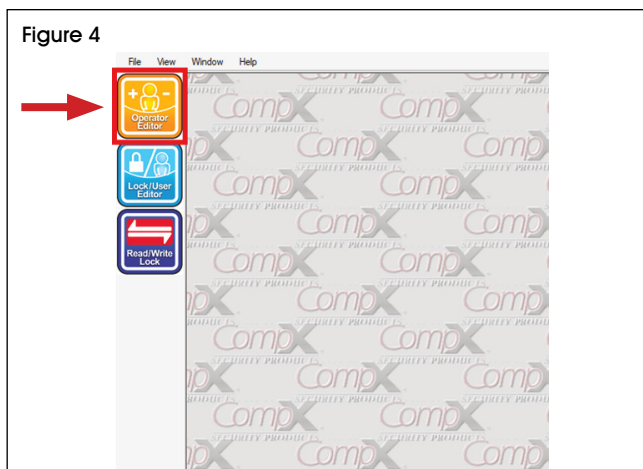 Figure 4
File View Window Help
+ -
Operator
Editor
Lock/User
Editor
Read/Write
Lock
CompX
SECURITY PRODUCTS